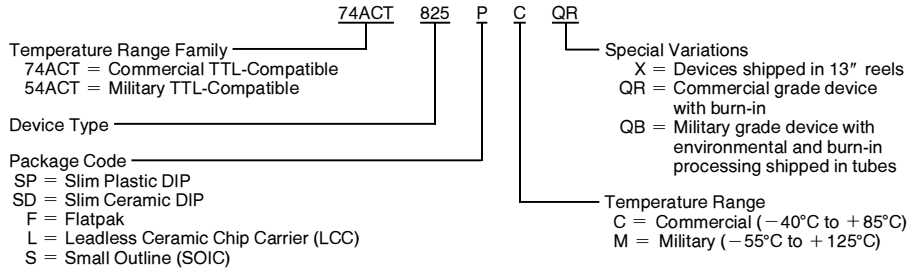 74ACT 825 P C QR
Temperature Range Family
74ACT = Commercial TTL-Compatible
54ACT = Military TTL-Compatible
Device Type
Package Code
SP = Slim Plastic DIP
SD = Slim Ceramic DIP
F = Flatpak
L = Leadless Ceramic Chip Carrier (LCC)
S = Small Outline (SOIC)
Special Variations
X = Devices shipped in 13″ reels
QR = Commercial grade device
with burn-in
QB = Military grade device with
environmental and burn-in
processing shipped in tubes
Temperature Range
C = Commercial (−40°C to +85°C)
M = Military (−55°C to +125°C)